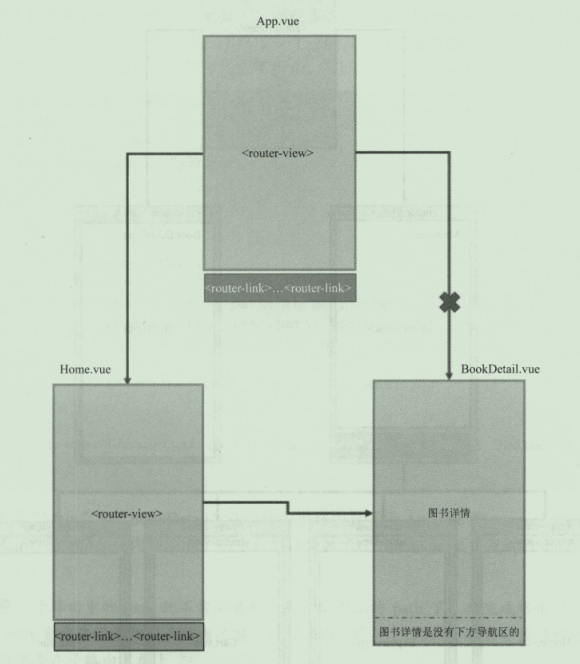 App.vue
<router-view>
<router-link>…<router-link>
Home.vue
BookDetail.vue
<router-view>
图书详情
<router-link>…<router-link>
图书详情是没有下方导航区的